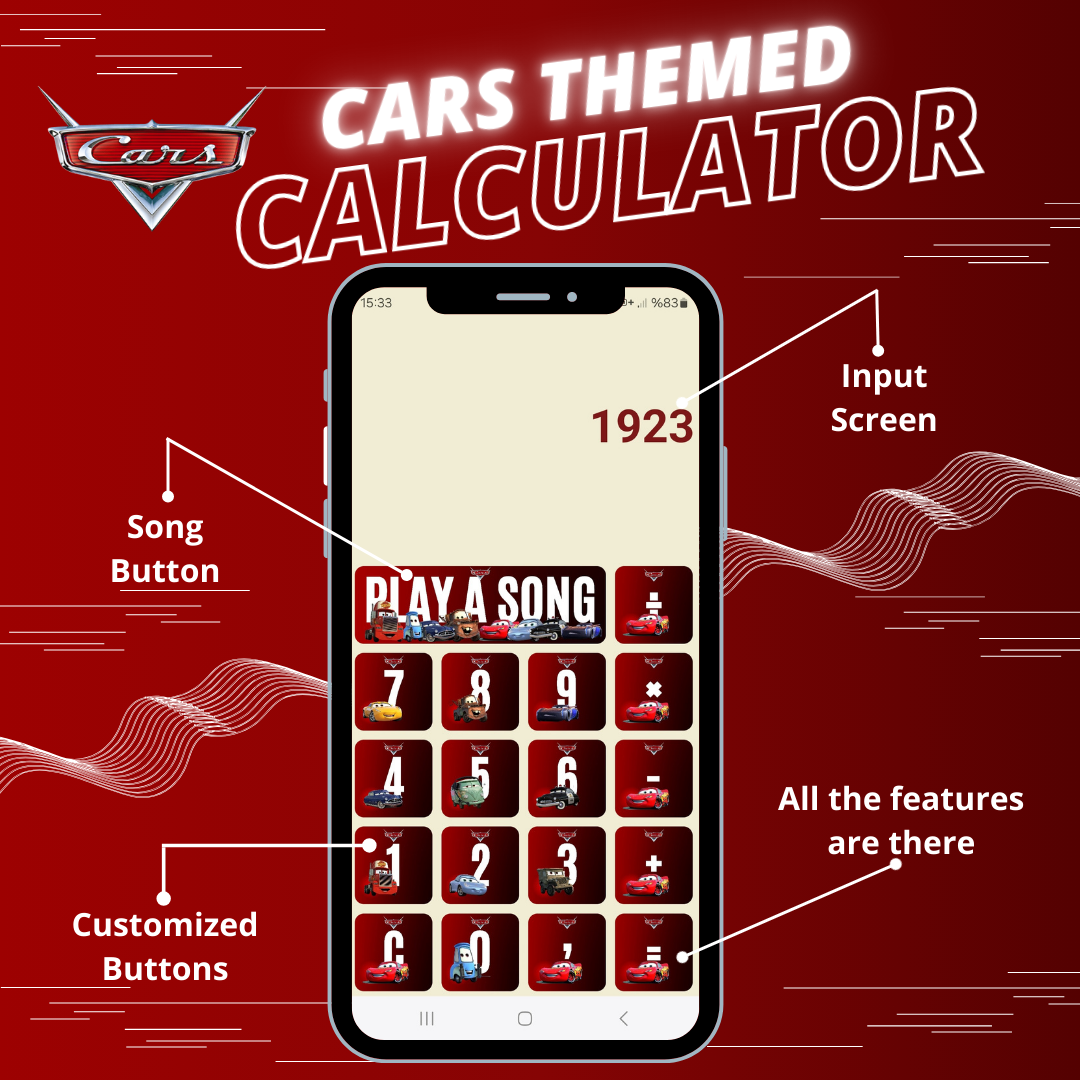 CARS THEMED
Cars
CALCULATOR
15:33
%83
Input
Screen
1923
Song
Button
PLAY A SONG ÷
7 8 9 ×
4 5 6 -
All the features
are there
1 2 3 +
Customized
Buttons
C 0 , =